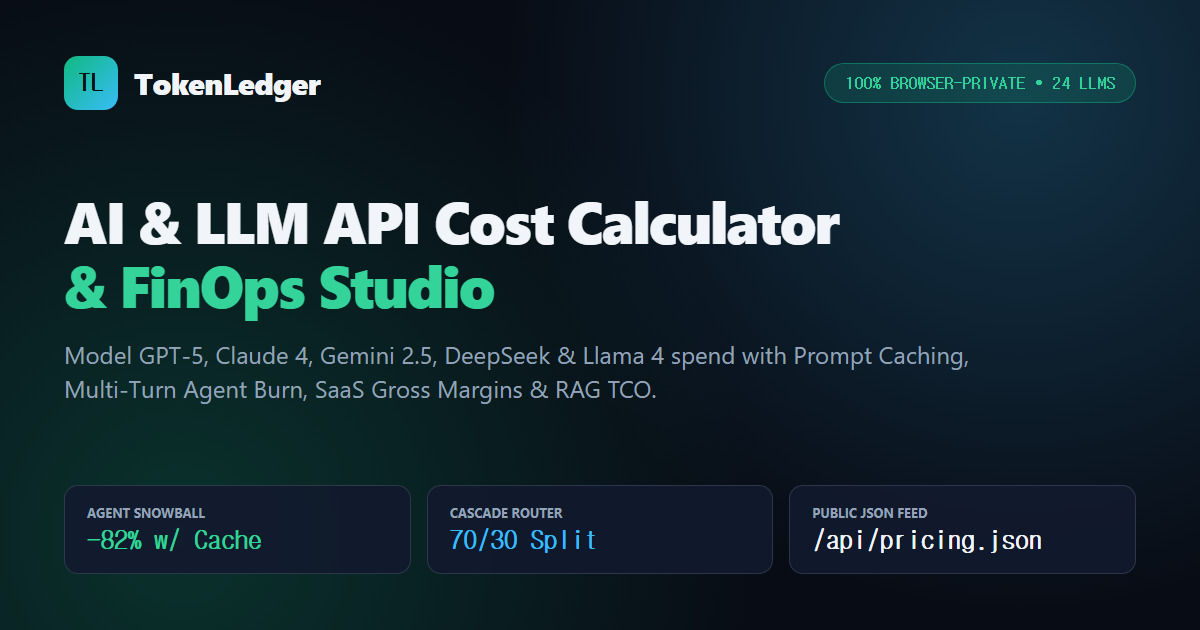 TL
TokenLedger
100% BROWSER-PRIVATE • 24 LLMS
AI & LLM API Cost Calculator
& FinOps Studio
Model GPT-5, Claude 4, Gemini 2.5, DeepSeek & Llama 4 spend with Prompt Caching,
Multi-Turn Agent Burn, SaaS Gross Margins & RAG TCO.
AGENT SNOWBALL
-82% w/ Cache
CASCADE ROUTER
70/30 Split
PUBLIC JSON FEED
/api/pricing.json